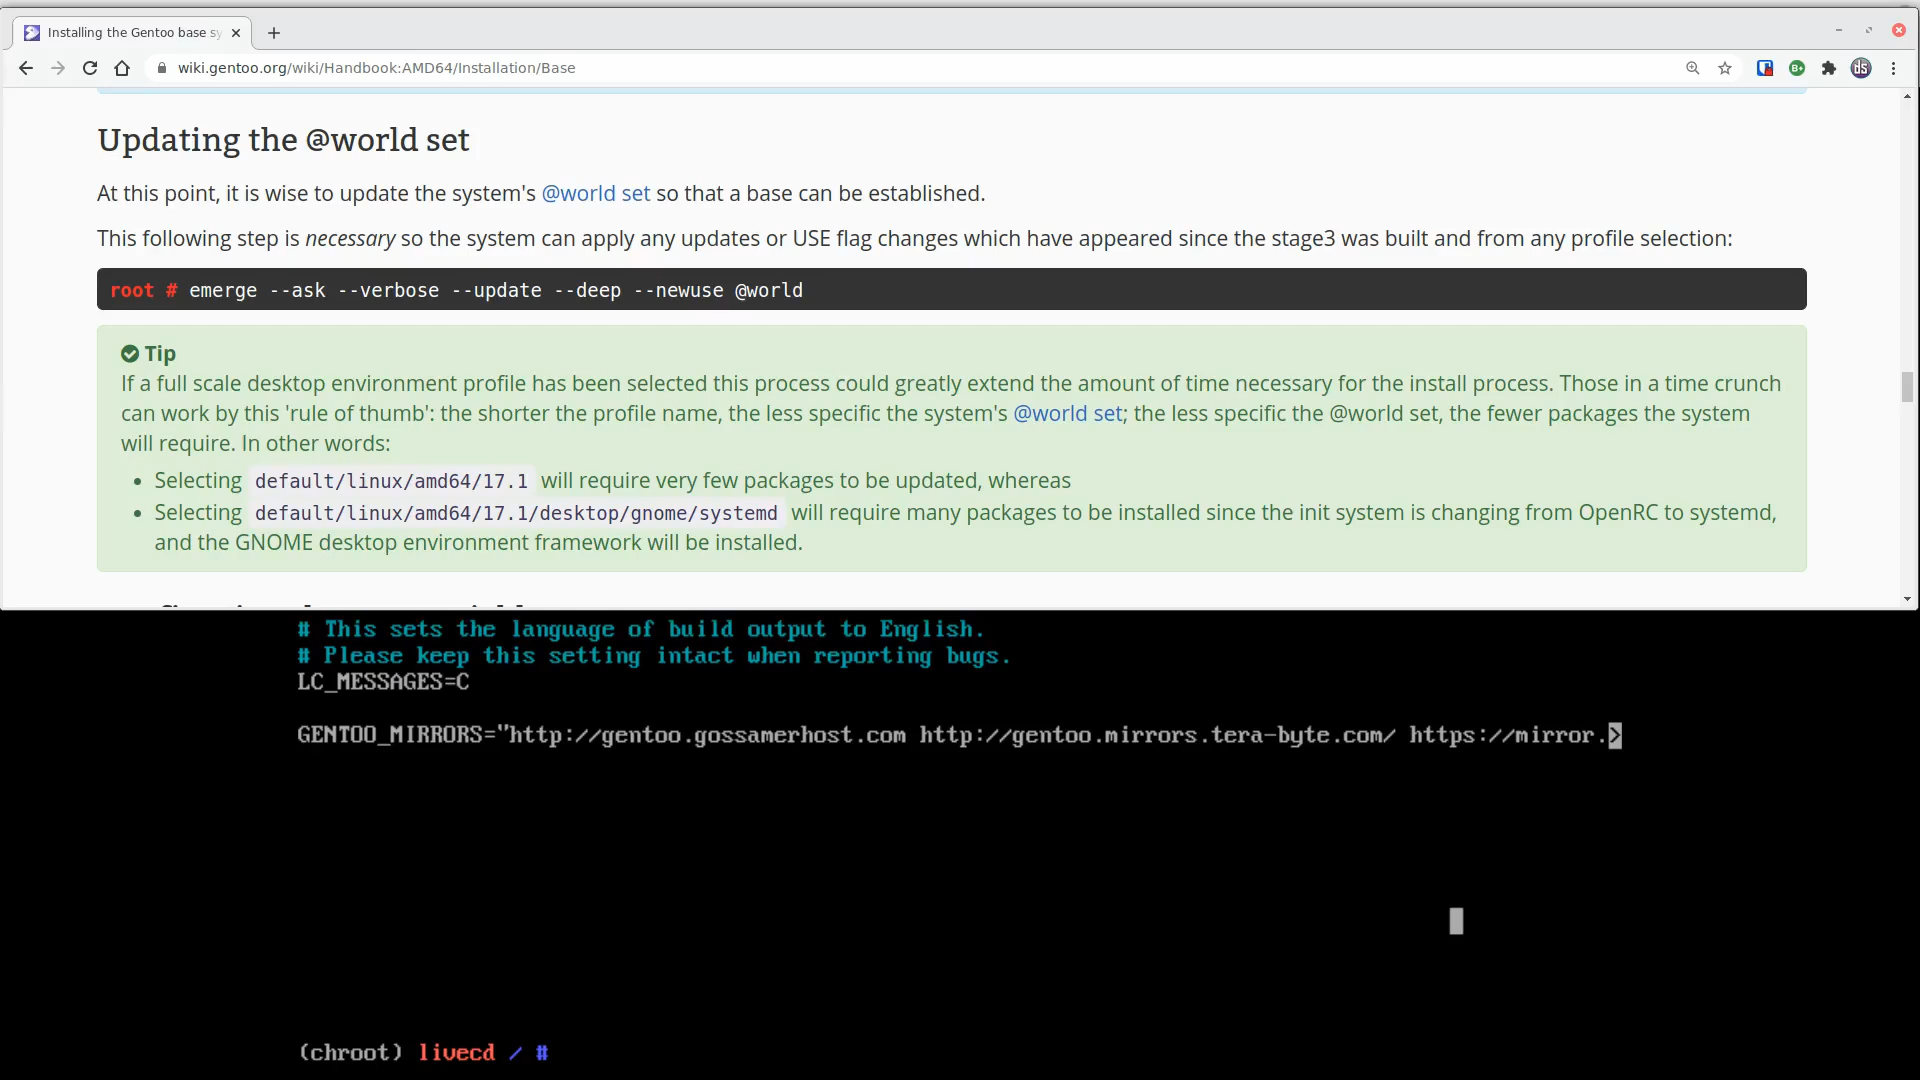 Installing the Gentoo base sy
wiki.gentoo.org/wiki/Handbook:AMD64/Installation/Base
Updating the @world set
At this point, it is wise to update the system's @world set so that a base can be established.
This following step is necessary so the system can apply any updates or USE flag changes which have appeared since the stage3 was built and from any profile selection:
root # emerge --ask --verbose --update --deep --newuse @world
Tip
If a full scale desktop environment profile has been selected this process could greatly extend the amount of time necessary for the install process. Those in a time crunch
can work by this 'rule of thumb': the shorter the profile name, the less specific the system's @world set; the less specific the @world set, the fewer packages the system
will require. In other words:
• Selecting default/linux/amd64/17.1 will require very few packages to be updated, whereas
• Selecting default/linux/amd64/17.1/desktop/gnome/systemd will require many packages to be installed since the init system is changing from OpenRC to systemd,
and the GNOME desktop environment framework will be installed.
# This sets the language of build output to English.
# Please keep this setting intact when reporting bugs.
LC_MESSAGES=C
GENTOO_MIRRORS="http://gentoo.gossamerhost.com http://gentoo.mirrors.tera-byte.com/ https://mirror.>
(chroot) livecd / #